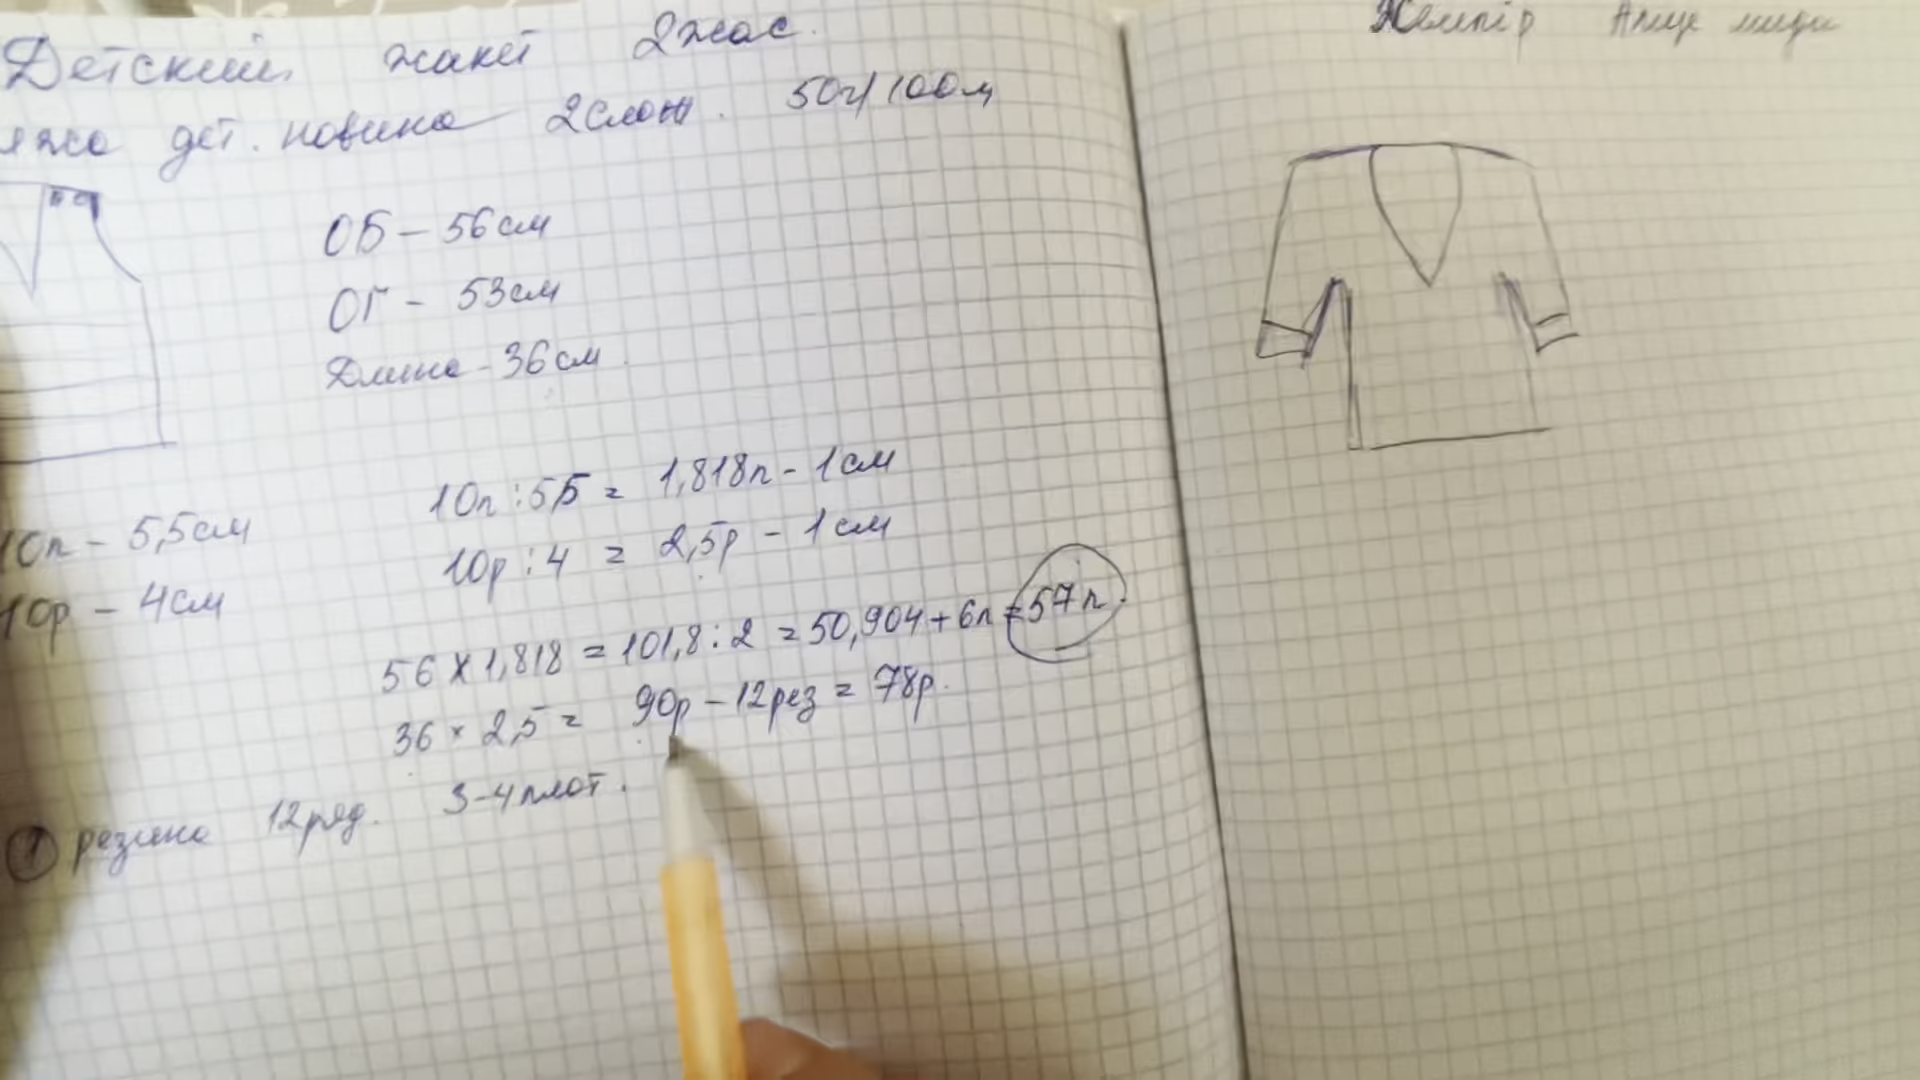 Детский жакет 2жас.
яжа дет. новинка 2слож. 50г/100м
ОБ - 56см
ОГ - 53см
Длина - 36см.
10п - 5,5см
10р - 4см
10п : 5,5 = 1,818п - 1см
10р : 4 = 2,5р - 1см
56 x 1,818 = 101,8 : 2 = 50,904 + 6п = 57п.
36 x 2,5 = 90р - 12рез = 78р.
① резинка 12ряд. 3-4плот.